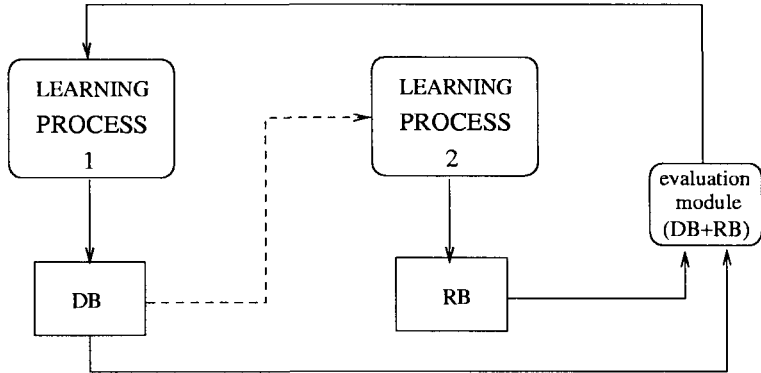 LEARNING
PROCESS
1
LEARNING
PROCESS
2
evaluation
module
(DB+RB)
DB
RB